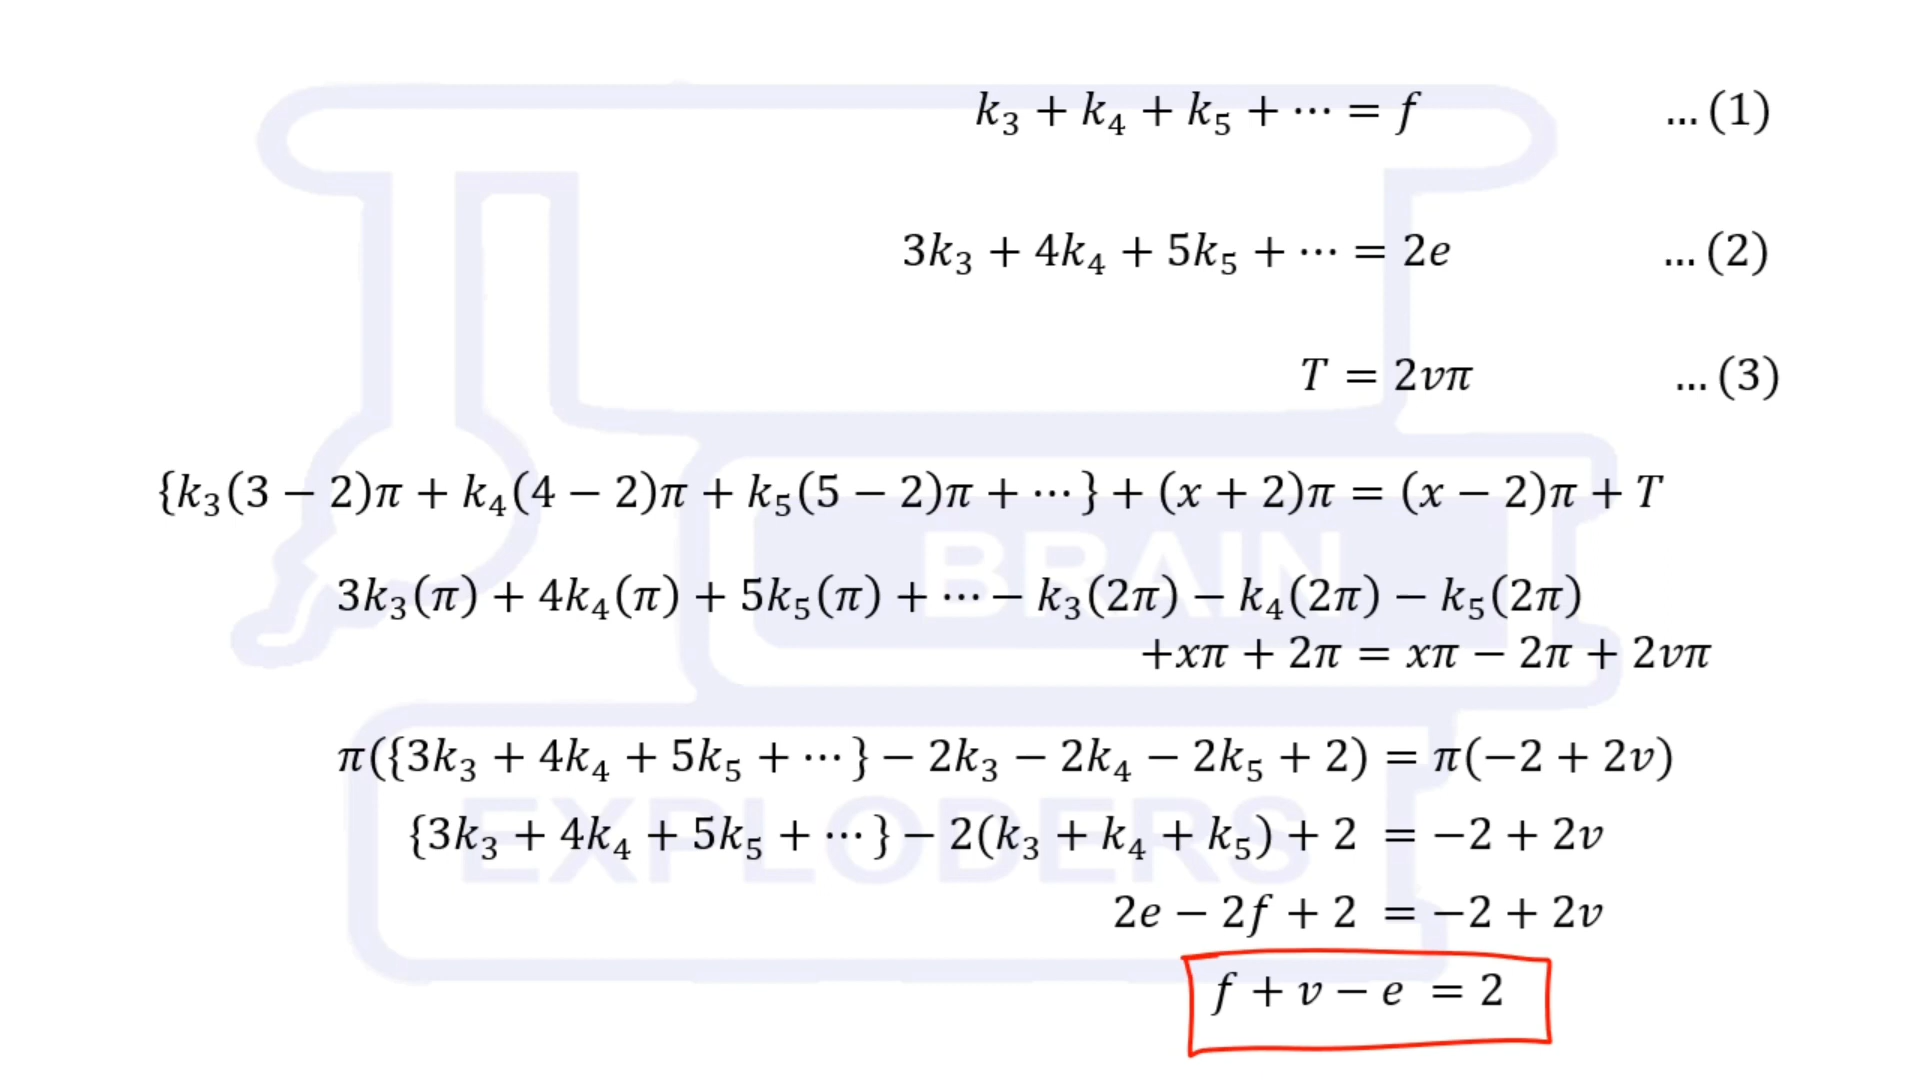 k₃ + k₄ + k₅ + ⋯ = f … (1)
3k₃ + 4k₄ + 5k₅ + ⋯ = 2e … (2)
T = 2vπ … (3)
{k₃(3 − 2)π + k₄(4 − 2)π + k₅(5 − 2)π + ⋯} + (x + 2)π = (x − 2)π + T
3k₃(π) + 4k₄(π) + 5k₅(π) + ⋯ − k₃(2π) − k₄(2π) − k₅(2π)
+xπ + 2π = xπ − 2π + 2vπ
π({3k₃ + 4k₄ + 5k₅ + ⋯} − 2k₃ − 2k₄ − 2k₅ + 2) = π(−2 + 2v)
{3k₃ + 4k₄ + 5k₅ + ⋯} − 2(k₃ + k₄ + k₅) + 2 = −2 + 2v
2e − 2f + 2 = −2 + 2v
f + v − e = 2
BRAIN
EXPLODERS